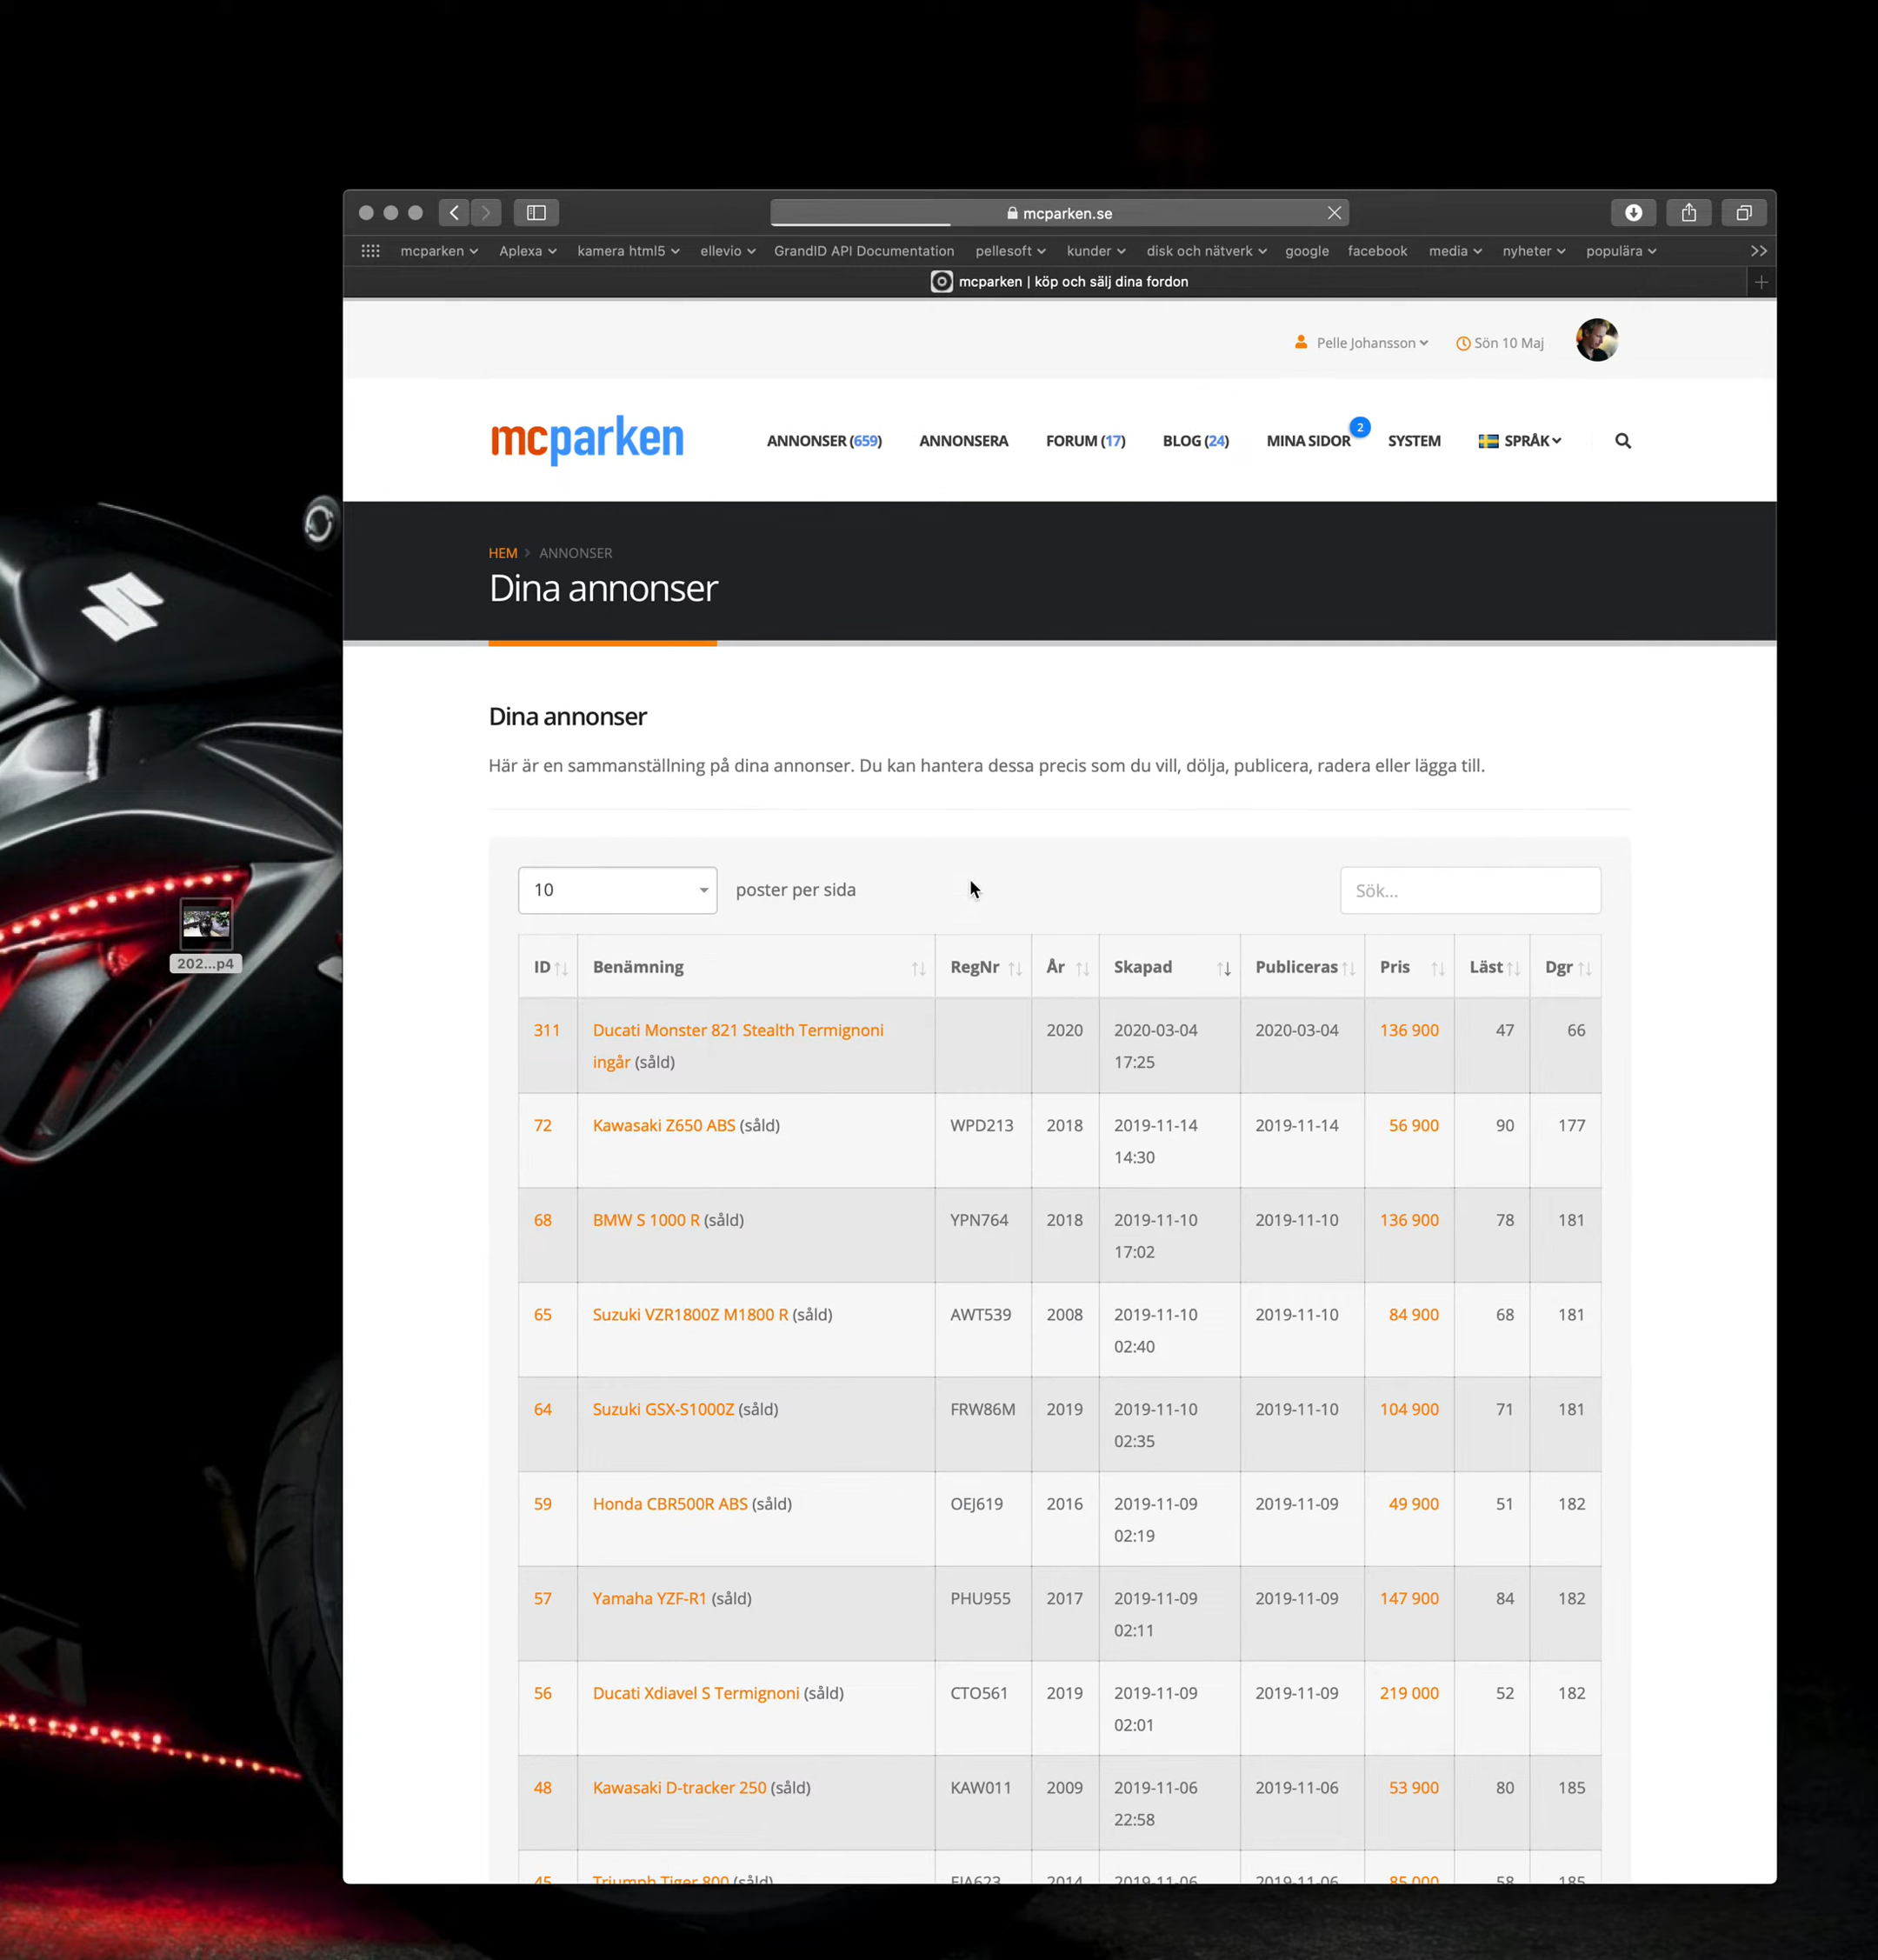 mcparken.se
mcparken Aplexa kamera html5 ellevio GrandID API Documentation pellesoft kunder disk och nätverk google facebook media nyheter populära
mcparken | köp och sälj dina fordon
Pelle Johansson Sön 10 Maj
mcparken ANNONSER (659) ANNONSERA FORUM (17) BLOG (24) MINA SIDOR 2 SYSTEM SPRÅK
HEM > ANNONSER
Dina annonser
Dina annonser
Här är en sammanställning på dina annonser. Du kan hantera dessa precis som du vill, dölja, publicera, radera eller lägga till.
10 poster per sida Sök...
202...p4
ID Benämning RegNr År Skapad Publiceras Pris Läst Dgr
311 Ducati Monster 821 Stealth Termignoni 2020 2020-03-04 2020-03-04 136 900 47 66
ingår (såld) 17:25
72 Kawasaki Z650 ABS (såld) WPD213 2018 2019-11-14 2019-11-14 56 900 90 177
14:30
68 BMW S 1000 R (såld) YPN764 2018 2019-11-10 2019-11-10 136 900 78 181
17:02
65 Suzuki VZR1800Z M1800 R (såld) AWT539 2008 2019-11-10 2019-11-10 84 900 68 181
02:40
64 Suzuki GSX-S1000Z (såld) FRW86M 2019 2019-11-10 2019-11-10 104 900 71 181
02:35
59 Honda CBR500R ABS (såld) OEJ619 2016 2019-11-09 2019-11-09 49 900 51 182
02:19
57 Yamaha YZF-R1 (såld) PHU955 2017 2019-11-09 2019-11-09 147 900 84 182
02:11
56 Ducati Xdiavel S Termignoni (såld) CTO561 2019 2019-11-09 2019-11-09 219 000 52 182
02:01
48 Kawasaki D-tracker 250 (såld) KAW011 2009 2019-11-06 2019-11-06 53 900 80 185
22:58
45 Triumph Tiger 800 (såld) 2014 2019-11-06 2019-11-06 85 000 58 185